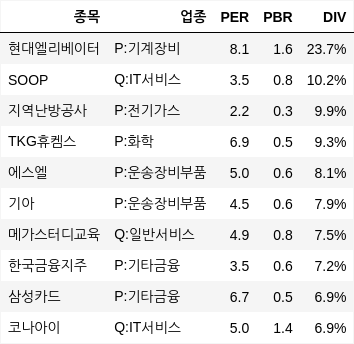 종목 업종 PER PBR DIV
현대엘리베이터 P:기계장비 8.1 1.6 23.7%
SOOP Q:IT서비스 3.5 0.8 10.2%
지역난방공사 P:전기가스 2.2 0.3 9.9%
TKG휴켐스 P:화학 6.9 0.5 9.3%
에스엘 P:운송장비부품 5.0 0.6 8.1%
기아 P:운송장비부품 4.5 0.6 7.9%
메가스터디교육 Q:일반서비스 4.9 0.8 7.5%
한국금융지주 P:기타금융 3.5 0.6 7.2%
삼성카드 P:기타금융 6.7 0.5 6.9%
코나아이 Q:IT서비스 5.0 1.4 6.9%